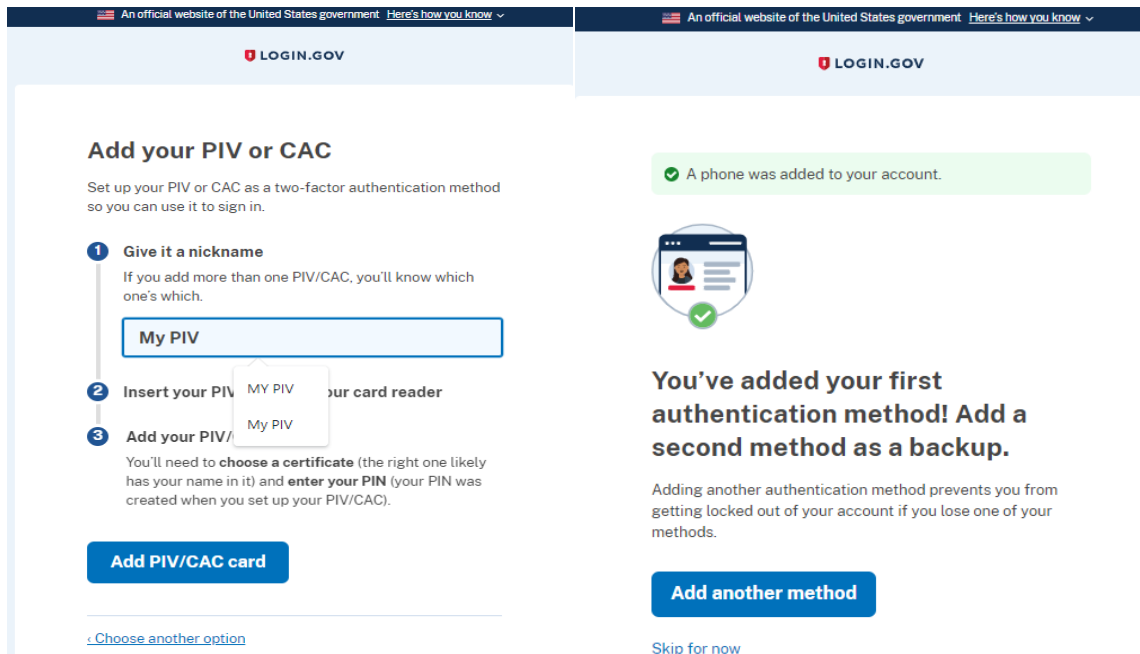 An official website of the United States government Here's how you know
LOGIN.GOV
Add your PIV or CAC
Set up your PIV or CAC as a two-factor authentication method
so you can use it to sign in.
1 Give it a nickname
If you add more than one PIV/CAC, you'll know which
one's which.
My PIV
MY PIV
My PIV
2 Insert your PIV our card reader
3 Add your PIV/
You'll need to choose a certificate (the right one likely
has your name in it) and enter your PIN (your PIN was
created when you set up your PIV/CAC).
Add PIV/CAC card
‹ Choose another option
An official website of the United States government Here's how you know
LOGIN.GOV
A phone was added to your account.
You've added your first
authentication method! Add a
second method as a backup.
Adding another authentication method prevents you from
getting locked out of your account if you lose one of your
methods.
Add another method
Skip for now